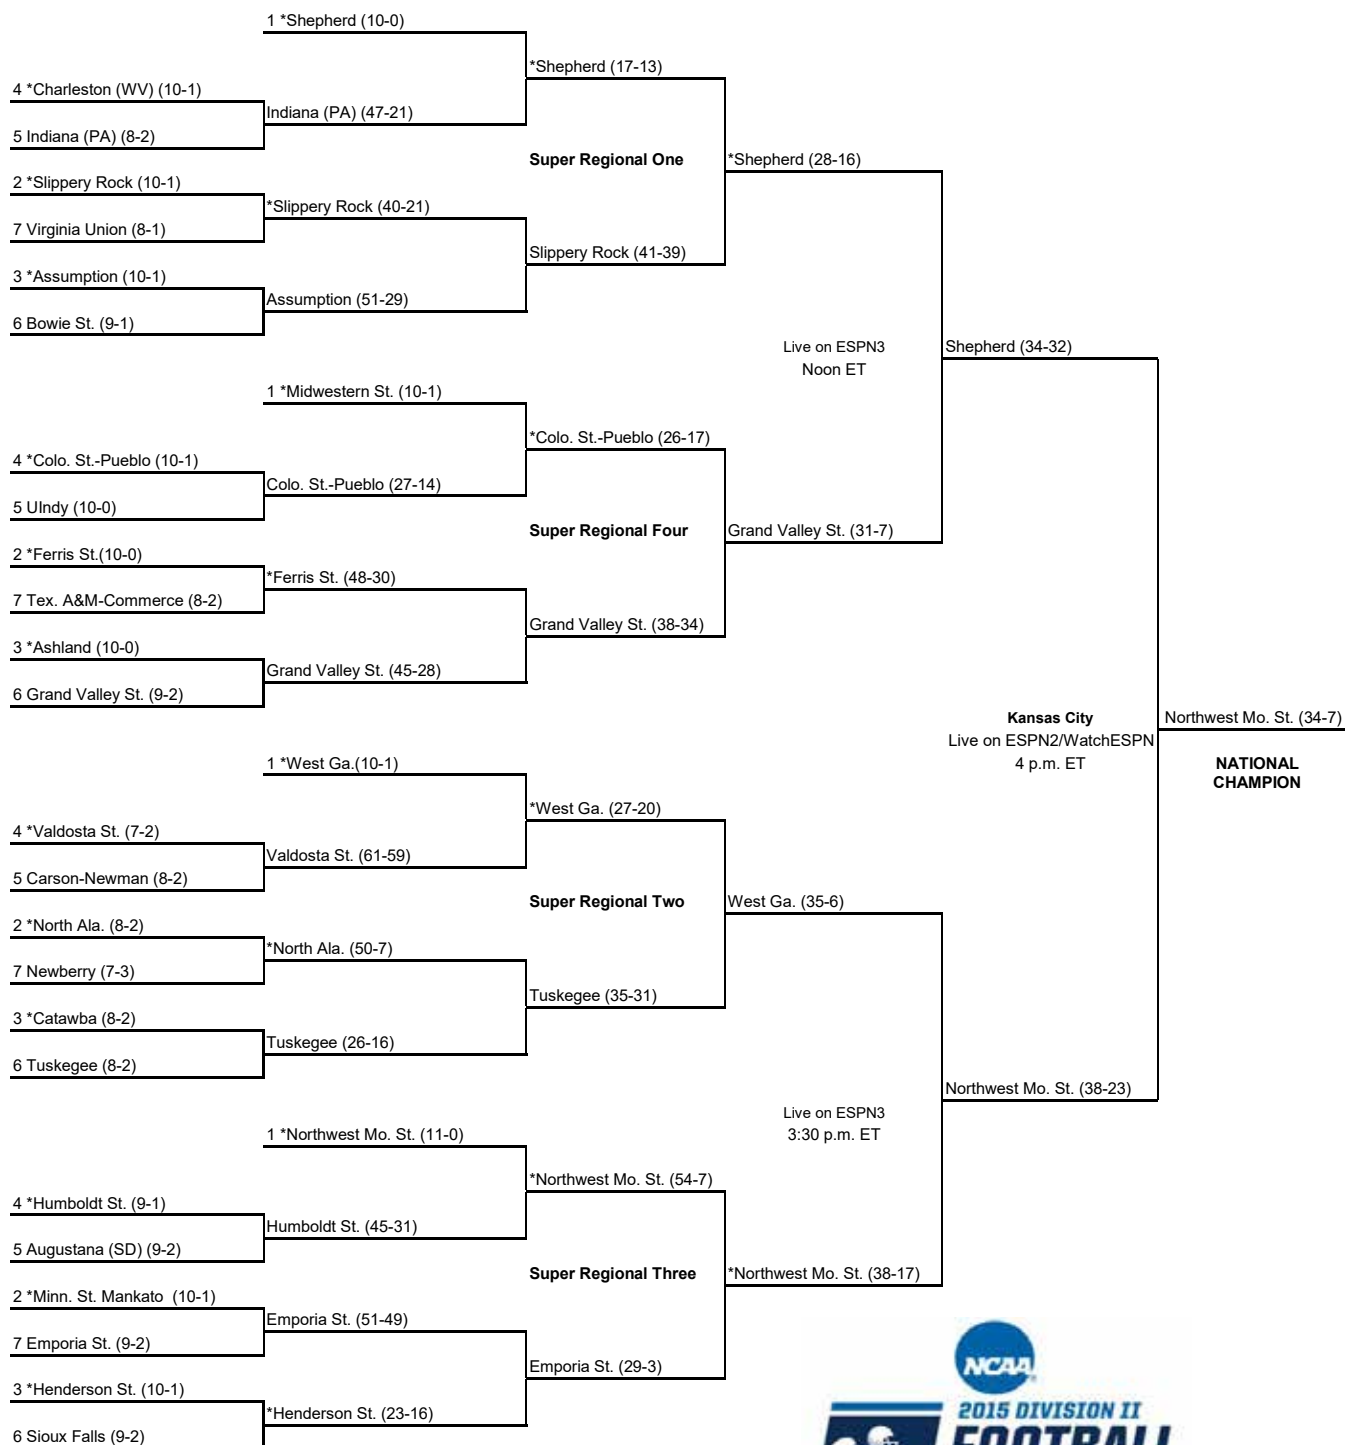 1 *Shepherd (10-0)
*Shepherd (17-13)
4 *Charleston (WV) (10-1)
Indiana (PA) (47-21)
5 Indiana (PA) (8-2)
Super Regional One
*Shepherd (28-16)
2 *Slippery Rock (10-1)
*Slippery Rock (40-21)
7 Virginia Union (8-1)
Slippery Rock (41-39)
3 *Assumption (10-1)
Assumption (51-29)
6 Bowie St. (9-1)
Live on ESPN3
Noon ET
Shepherd (34-32)
1 *Midwestern St. (10-1)
*Colo. St.-Pueblo (26-17)
4 *Colo. St.-Pueblo (10-1)
Colo. St.-Pueblo (27-14)
5 UIndy (10-0)
Super Regional Four
Grand Valley St. (31-7)
2 *Ferris St.(10-0)
*Ferris St. (48-30)
7 Tex. A&M-Commerce (8-2)
Grand Valley St. (38-34)
3 *Ashland (10-0)
Grand Valley St. (45-28)
6 Grand Valley St. (9-2)
Kansas City
Live on ESPN2/WatchESPN
4 p.m. ET
Northwest Mo. St. (34-7)
NATIONAL
CHAMPION
1 *West Ga.(10-1)
*West Ga. (27-20)
4 *Valdosta St. (7-2)
Valdosta St. (61-59)
5 Carson-Newman (8-2)
Super Regional Two
West Ga. (35-6)
2 *North Ala. (8-2)
*North Ala. (50-7)
7 Newberry (7-3)
Tuskegee (35-31)
3 *Catawba (8-2)
Tuskegee (26-16)
6 Tuskegee (8-2)
Northwest Mo. St. (38-23)
Live on ESPN3
3:30 p.m. ET
1 *Northwest Mo. St. (11-0)
*Northwest Mo. St. (54-7)
4 *Humboldt St. (9-1)
Humboldt St. (45-31)
5 Augustana (SD) (9-2)
Super Regional Three
*Northwest Mo. St. (38-17)
2 *Minn. St. Mankato (10-1)
Emporia St. (51-49)
7 Emporia St. (9-2)
Emporia St. (29-3)
3 *Henderson St. (10-1)
*Henderson St. (23-16)
6 Sioux Falls (9-2)
NCAA
2015 DIVISION II
FOOTBALL